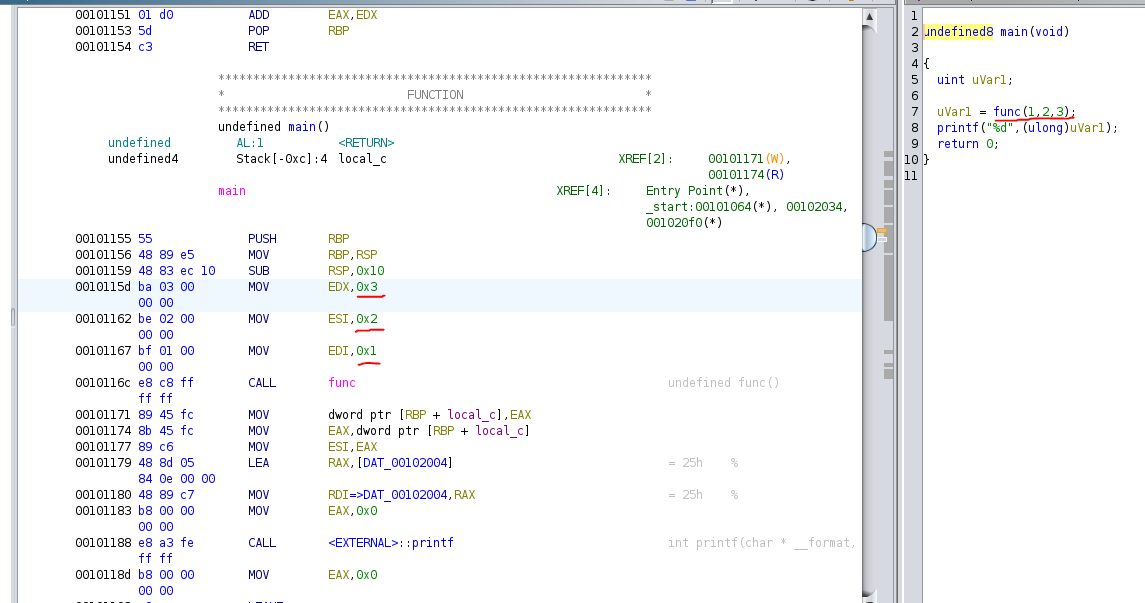 00101151 01 d0 ADD EAX,EDX
00101153 5d POP RBP
00101154 c3 RET
**************************************************************
* FUNCTION *
**************************************************************
undefined main()
undefined AL:1 <RETURN>
undefined4 Stack[-0xc]:4 local_c XREF[2]: 00101171(W),
00101174(R)
main XREF[4]: Entry Point(*),
_start:00101064(*), 00102034,
001020f0(*)
00101155 55 PUSH RBP
00101156 48 89 e5 MOV RBP,RSP
00101159 48 83 ec 10 SUB RSP,0x10
0010115d ba 03 00 MOV EDX,0x3
00 00
00101162 be 02 00 MOV ESI,0x2
00 00
00101167 bf 01 00 MOV EDI,0x1
00 00
0010116c e8 c8 ff CALL func undefined func()
ff ff
00101171 89 45 fc MOV dword ptr [RBP + local_c],EAX
00101174 8b 45 fc MOV EAX,dword ptr [RBP + local_c]
00101177 89 c6 MOV ESI,EAX
00101179 48 8d 05 LEA RAX,[DAT_00102004] = 25h %
84 0e 00 00
00101180 48 89 c7 MOV RDI=>DAT_00102004,RAX = 25h %
00101183 b8 00 00 MOV EAX,0x0
00 00
00101188 e8 a3 fe CALL <EXTERNAL>::printf int printf(char * __format,
ff ff
0010118d b8 00 00 MOV EAX,0x0
00 00
1
2 undefined8 main(void)
3
4 {
5 uint uVar1;
6
7 uVar1 = func(1,2,3);
8 printf("%d",(ulong)uVar1);
9 return 0;
10 }
11